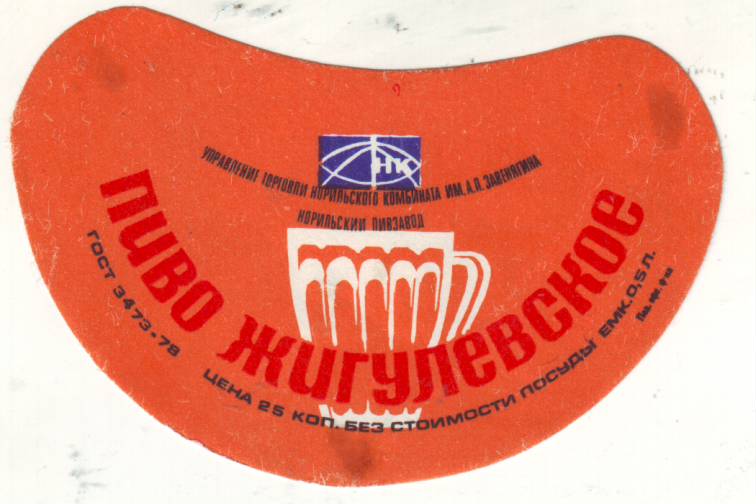 НК
УПРАВЛЕНИЕ ТОРГОВЛИ НОРИЛЬСКОГО КОМБИНАТА ИМ. А.П. ЗАВЕНЯГИНА
НОРИЛЬСКИЙ ПИВЗАВОД
ПИВО ЖИГУЛЕВСКОЕ
ГОСТ 3473-78
ЦЕНА 25 КОП. БЕЗ СТОИМОСТИ ПОСУДЫ ЕМК. 0,5 Л.